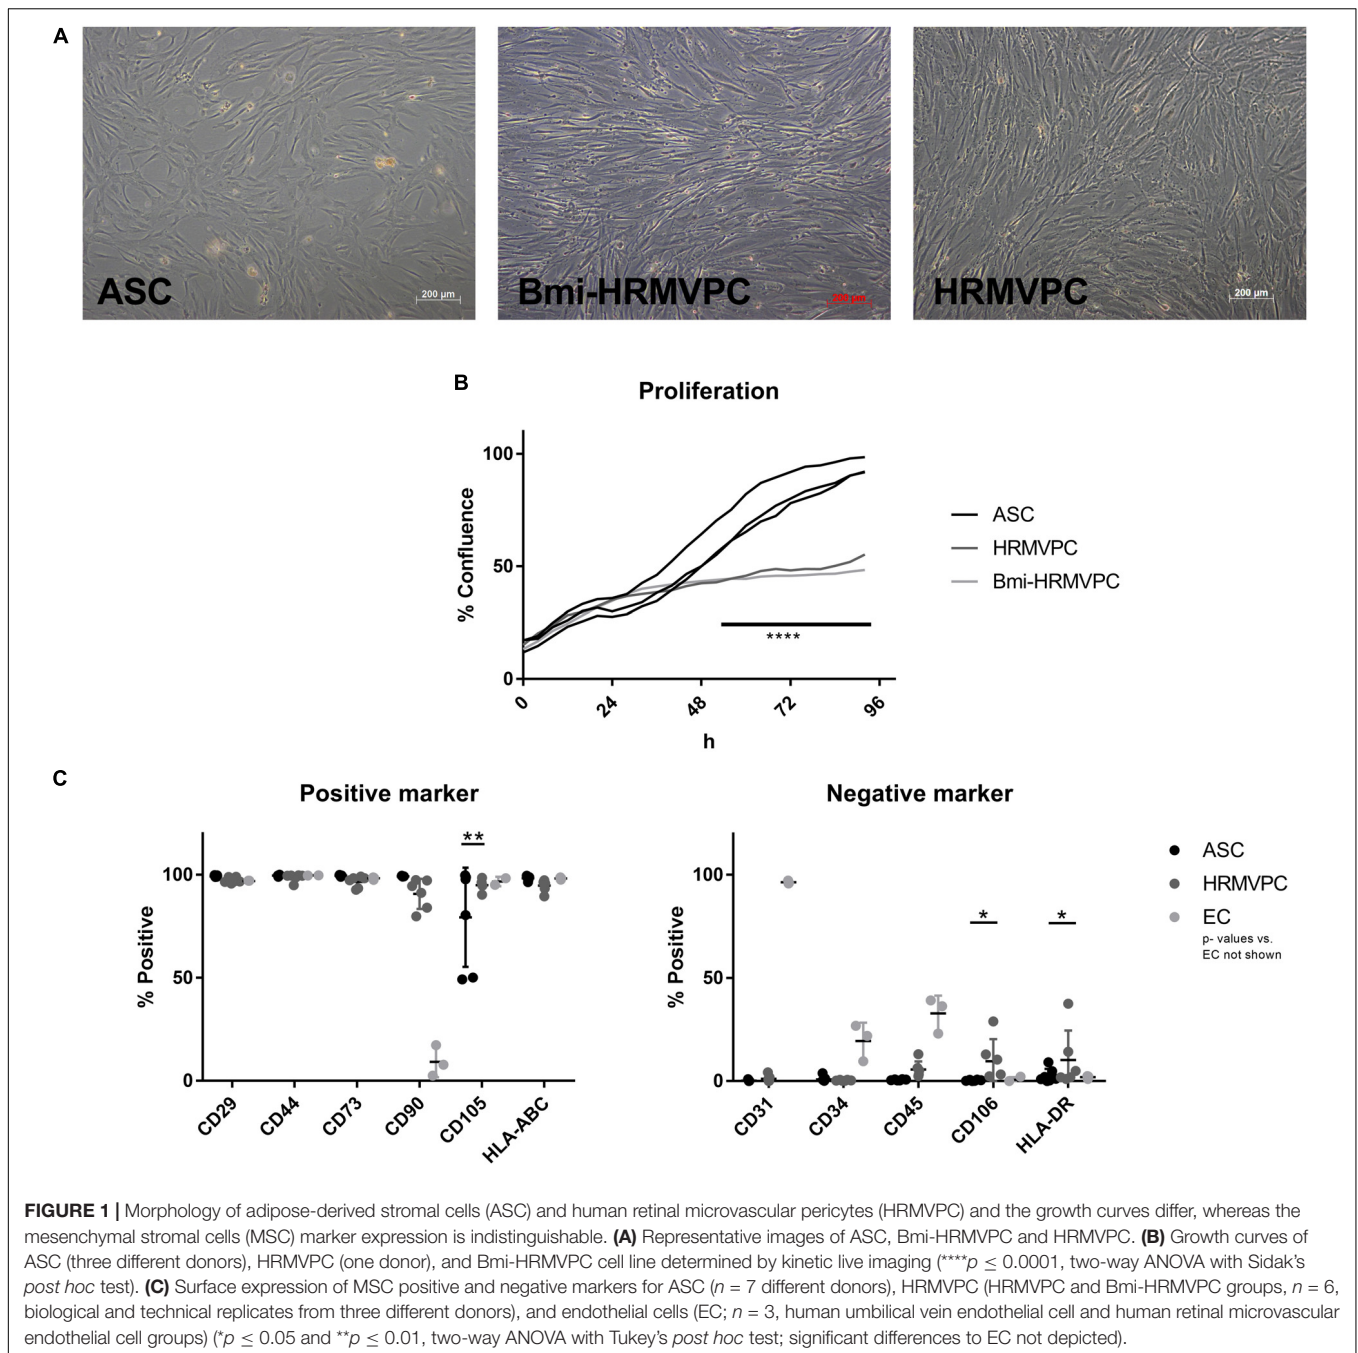 A
ASC
200 µm
Bmi-HRMVPC
200 µm
HRMVPC
200 µm
B
Proliferation
% Confluence
100
50
0
****
0
24
48
72
96
h
ASC
HRMVPC
Bmi-HRMVPC
C
Positive marker
% Positive
100
50
0
**
CD29
CD44
CD73
CD90
CD105
HLA-ABC
Negative marker
% Positive
100
50
0
*
*
CD31
CD34
CD45
CD106
HLA-DR
ASC
HRMVPC
EC
p- values vs.
EC not shown
FIGURE 1 | Morphology of adipose-derived stromal cells (ASC) and human retinal microvascular pericytes (HRMVPC) and the growth curves differ, whereas the
mesenchymal stromal cells (MSC) marker expression is indistinguishable. (A) Representative images of ASC, Bmi-HRMVPC and HRMVPC. (B) Growth curves of
ASC (three different donors), HRMVPC (one donor), and Bmi-HRMVPC cell line determined by kinetic live imaging (****p ≤ 0.0001, two-way ANOVA with Sidak's
post hoc test). (C) Surface expression of MSC positive and negative markers for ASC (n = 7 different donors), HRMVPC (HRMVPC and Bmi-HRMVPC groups, n = 6,
biological and technical replicates from three different donors), and endothelial cells (EC; n = 3, human umbilical vein endothelial cell and human retinal microvascular
endothelial cell groups) (*p ≤ 0.05 and **p ≤ 0.01, two-way ANOVA with Tukey's post hoc test; significant differences to EC not depicted).